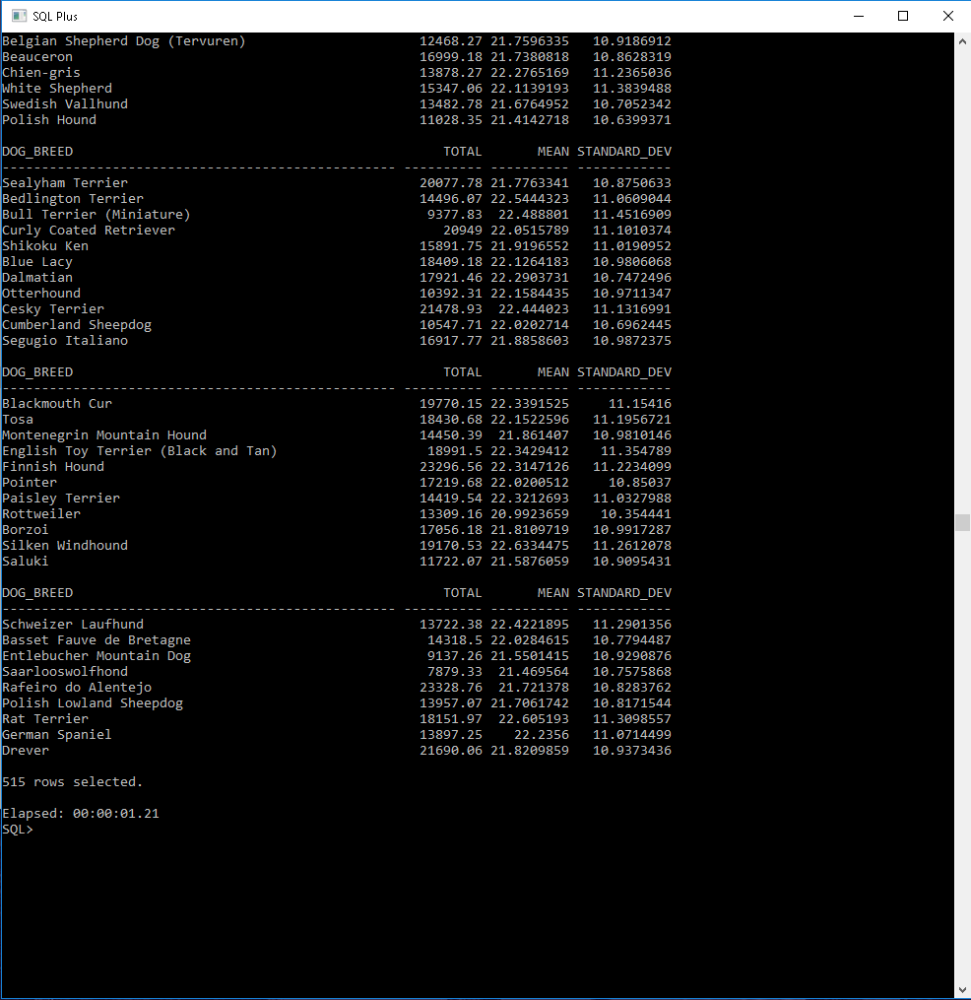 SQL Plus
Belgian Shepherd Dog (Tervuren) 12468.27 21.7596335 10.9186912
Beauceron 16999.18 21.7380818 10.8628319
Chien-gris 13878.27 22.2765169 11.2365036
White Shepherd 15347.06 22.1139193 11.3839488
Swedish Vallhund 13482.78 21.6764952 10.7052342
Polish Hound 11028.35 21.4142718 10.6399371
DOG_BREED TOTAL MEAN STANDARD_DEV
-------------------------------------------------- ---------- ---------- ------------
Sealyham Terrier 20077.78 21.7763341 10.8750633
Bedlington Terrier 14496.07 22.5444323 11.0609044
Bull Terrier (Miniature) 9377.83 22.488801 11.4516909
Curly Coated Retriever 20949 22.0515789 11.1010374
Shikoku Ken 15891.75 21.9196552 11.0190952
Blue Lacy 18409.18 22.1264183 10.9806068
Dalmatian 17921.46 22.2903731 10.7472496
Otterhound 10392.31 22.1584435 10.9711347
Cesky Terrier 21478.93 22.444023 11.1316991
Cumberland Sheepdog 10547.71 22.0202714 10.6962445
Segugio Italiano 16917.77 21.8858603 10.9872375
DOG_BREED TOTAL MEAN STANDARD_DEV
-------------------------------------------------- ---------- ---------- ------------
Blackmouth Cur 19770.15 22.3391525 11.15416
Tosa 18430.68 22.1522596 11.1956721
Montenegrin Mountain Hound 14450.39 21.861407 10.9810146
English Toy Terrier (Black and Tan) 18991.5 22.3429412 11.354789
Finnish Hound 23296.56 22.3147126 11.2234099
Pointer 17219.68 22.0200512 10.85037
Paisley Terrier 14419.54 22.3212693 11.0327988
Rottweiler 13309.16 20.9923659 10.354441
Borzoi 17056.18 21.8109719 10.9917287
Silken Windhound 19170.53 22.6334475 11.2612078
Saluki 11722.07 21.5876059 10.9095431
DOG_BREED TOTAL MEAN STANDARD_DEV
-------------------------------------------------- ---------- ---------- ------------
Schweizer Laufhund 13722.38 22.4221895 11.2901356
Basset Fauve de Bretagne 14318.5 22.0284615 10.7794487
Entlebucher Mountain Dog 9137.26 21.5501415 10.9290876
Saarlooswolfhond 7879.33 21.469564 10.7575868
Rafeiro do Alentejo 23328.76 21.721378 10.8283762
Polish Lowland Sheepdog 13957.07 21.7061742 10.8171544
Rat Terrier 18151.97 22.605193 11.3098557
German Spaniel 13897.25 22.2356 11.0714499
Drever 21690.06 21.8209859 10.9373436
515 rows selected.
Elapsed: 00:00:01.21
SQL>